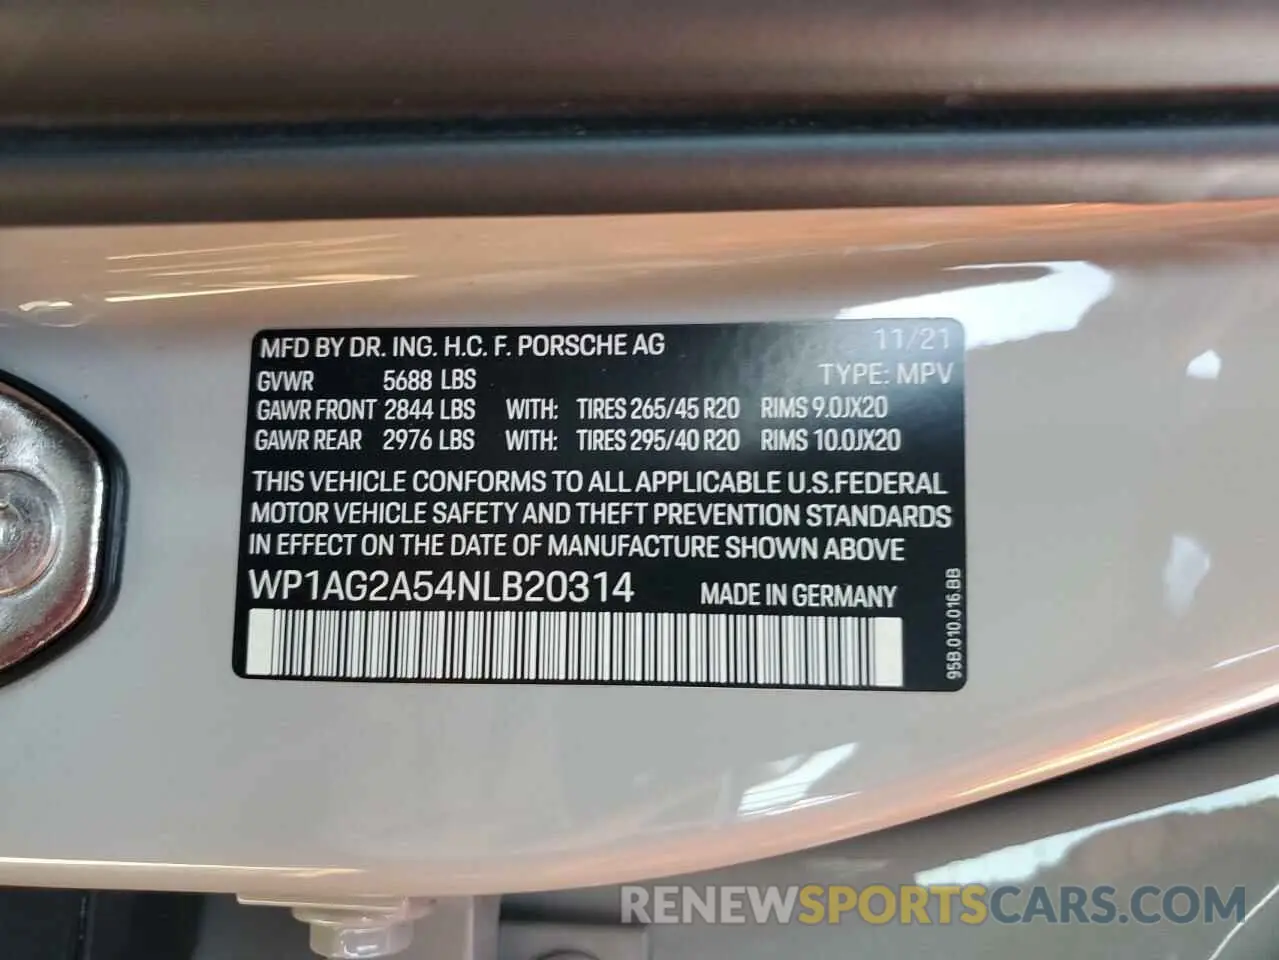 MFD BY DR. ING. H.C. F. PORSCHE AG 11/21
GVWR 5688 LBS TYPE: MPV
GAWR FRONT 2844 LBS WITH: TIRES 265/45 R20 RIMS 9.0JX20
GAWR REAR 2976 LBS WITH: TIRES 295/40 R20 RIMS 10.0JX20
THIS VEHICLE CONFORMS TO ALL APPLICABLE U.S.FEDERAL
MOTOR VEHICLE SAFETY AND THEFT PREVENTION STANDARDS
IN EFFECT ON THE DATE OF MANUFACTURE SHOWN ABOVE
WP1AG2A54NLB20314 MADE IN GERMANY
95B.010.016.BB
RENEWSPORTSCARS.COM